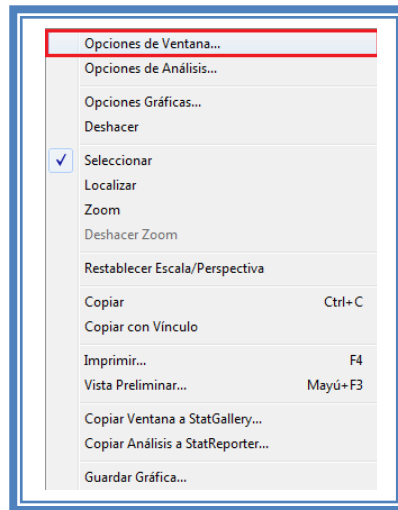 Opciones de Ventana...
Opciones de Análisis...
Opciones Gráficas...
Deshacer
Seleccionar
Localizar
Zoom
Deshacer Zoom
Restablecer Escala/Perspectiva
Copiar Ctrl+C
Copiar con Vínculo
Imprimir... F4
Vista Preliminar... Mayú+F3
Copiar Ventana a StatGallery...
Copiar Análisis a StatReporter...
Guardar Gráfica...